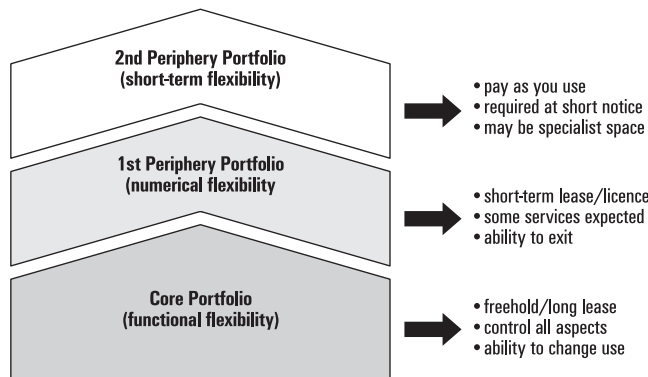 2nd Periphery Portfolio
(short-term flexibility)
• pay as you use
• required at short notice
• may be specialist space
1st Periphery Portfolio
(numerical flexibility
• short-term lease/licence
• some services expected
• ability to exit
Core Portfolio
(functional flexibility)
• freehold/long lease
• control all aspects
• ability to change use